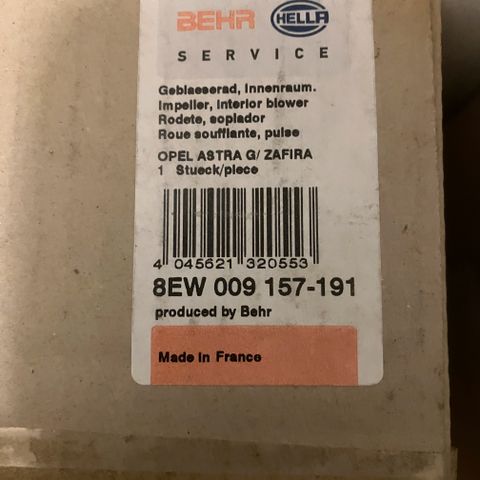 BEHR HELLA
SERVICE
Geblaeserad, Innenraum.
Impeller, interior blower
Rodete, soplador
Roue soufflante, pulse
OPEL ASTRA G/ ZAFIRA
1 Stueck/piece
4 045621 320553
8EW 009 157-191
produced by Behr
Made in France